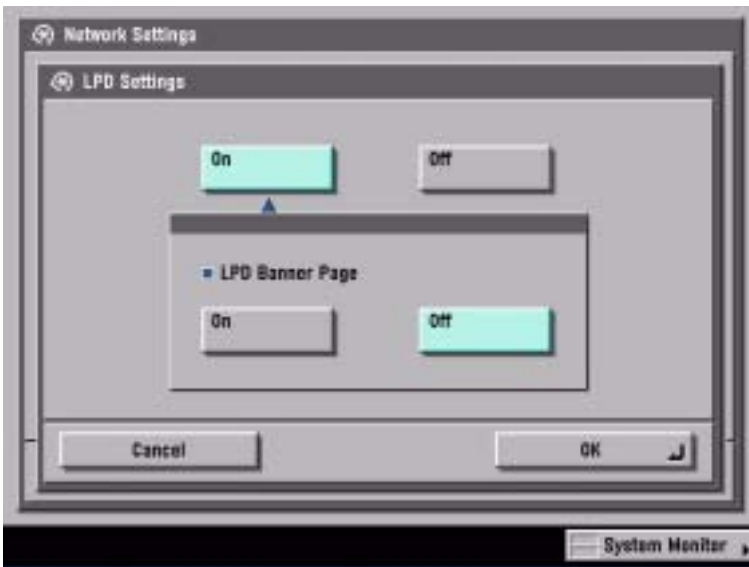 Network Settings
LPD Settings
On
Off
LPD Banner Page
On
Off
Cancel
OK
System Monitor